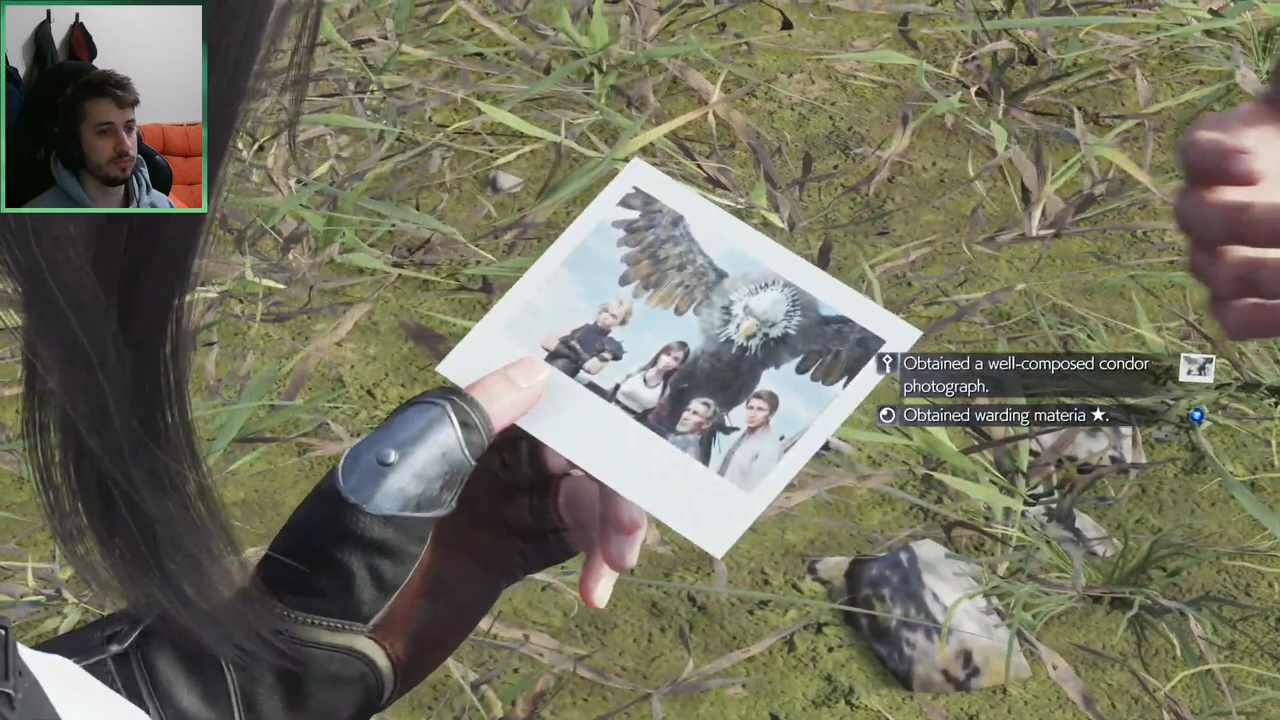 Obtained a well-composed condor
photograph.
Obtained warding materia ★.